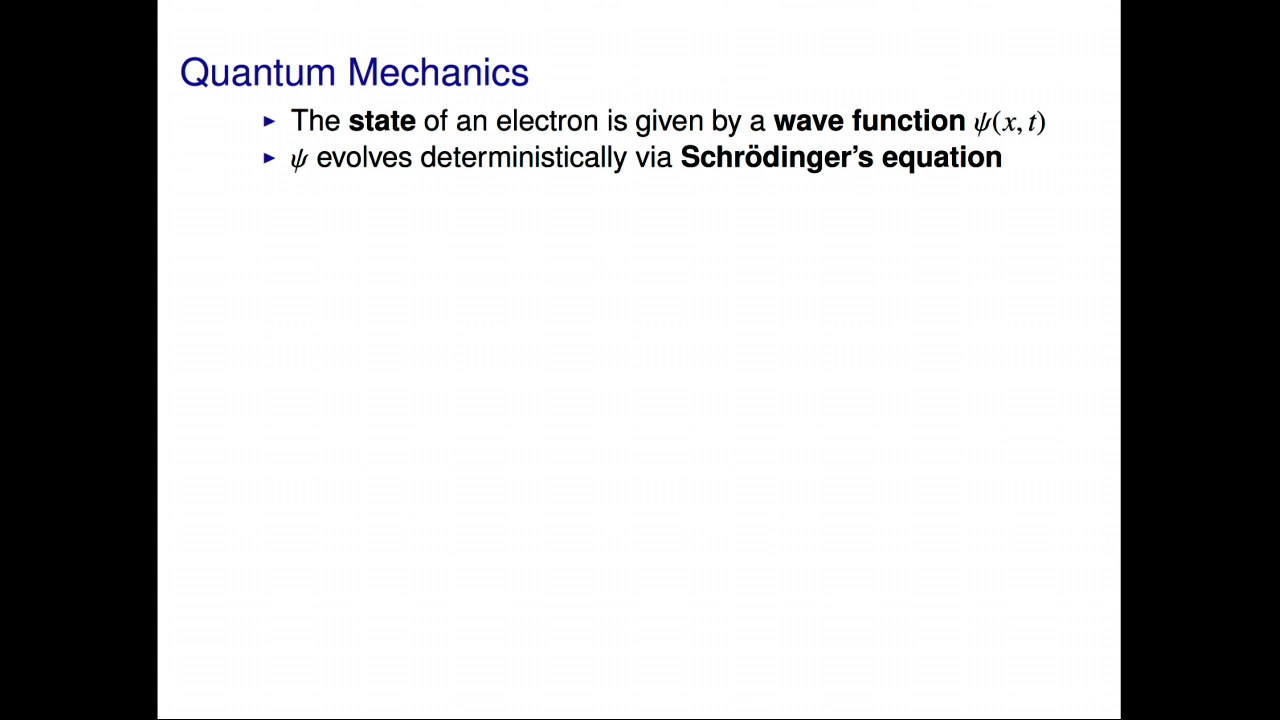 Quantum Mechanics
▸ The state of an electron is given by a wave function ψ(x, t)
▸ ψ evolves deterministically via Schrödinger's equation